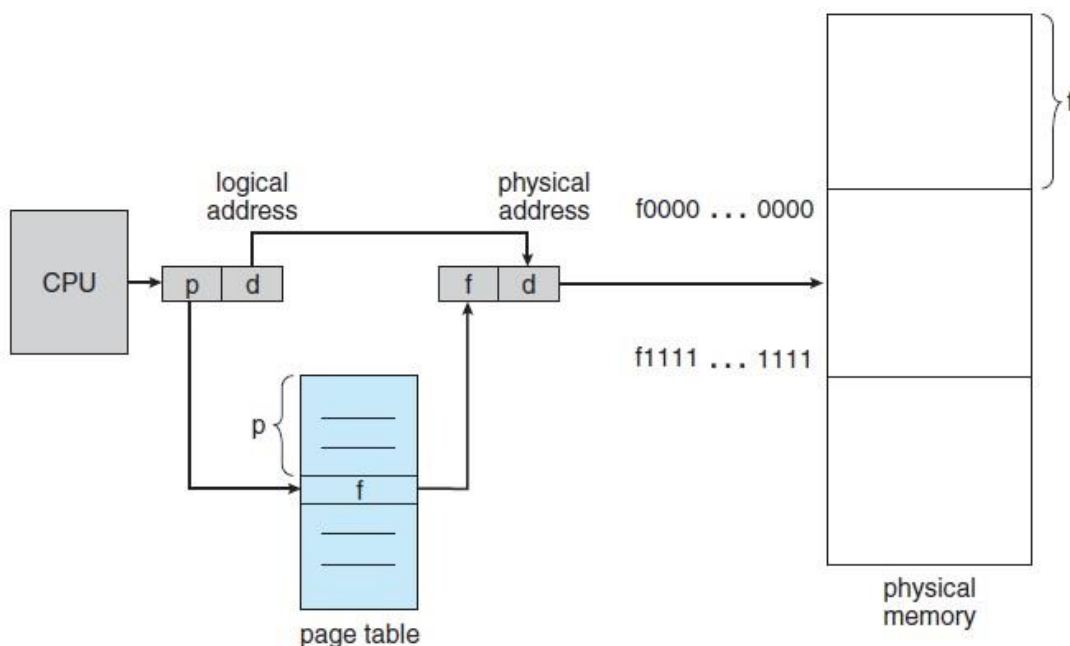 logical
address
physical
address
f0000 ... 0000
f
CPU
p
d
f
d
f1111 ... 1111
p
f
page table
physical
memory